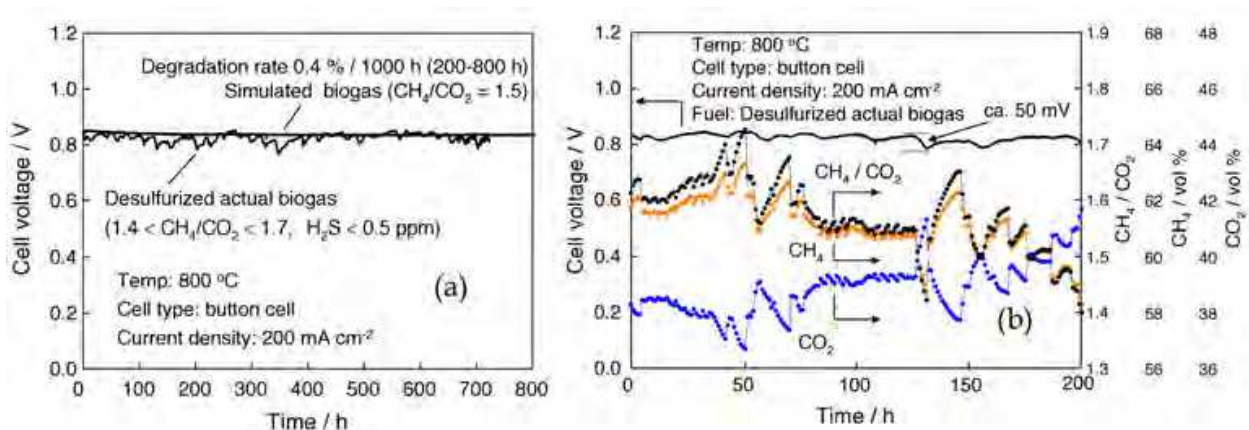 1.2
1.0
0.8
0.6
0.4
0.2
0.0
Cell voltage / V
Degradation rate 0.4 % / 1000 h (200-800 h)
Simulated biogas (CH₄/CO₂ = 1.5)
Desulfurized actual biogas
(1.4 < CH₄/CO₂ < 1.7, H₂S < 0.5 ppm)
Temp: 800 °C
Cell type: button cell
Current density: 200 mA cm⁻²
(a)
0 100 200 300 400 500 600 700 800
Time / h
1.2
1.0
0.8
0.6
0.4
0.2
0.0
Cell voltage / V
Temp: 800 °C
Cell type: button cell
Current density: 200 mA cm⁻²
Fuel: Desulfurized actual biogas
ca. 50 mV
CH₄ / CO₂
CH₄
CO₂
(b)
0 50 100 150 200
Time / h
1.9
1.8
1.7
1.6
1.5
1.4
1.3
CH₄ / CO₂
68
66
64
62
60
58
56
CH₄ / vol %
48
46
44
42
40
38
36
CO₂ / vol %